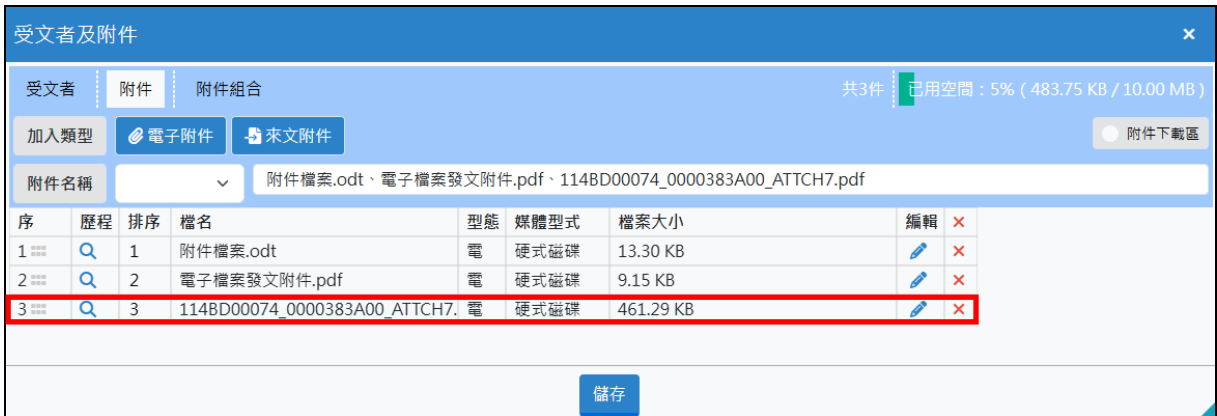 受文者及附件 ×
受文者 附件 附件組合 共3件 已用空間：5% ( 483.75 KB / 10.00 MB )
加入類型 電子附件 來文附件 附件下載區
附件名稱 附件檔案.odt、電子檔案發文附件.pdf、114BD00074_0000383A00_ATTCH7.pdf
序 歷程 排序 檔名 型態 媒體型式 檔案大小 編輯 ×
1 1 附件檔案.odt 電 硬式磁碟 13.30 KB ×
2 2 電子檔案發文附件.pdf 電 硬式磁碟 9.15 KB ×
3 3 114BD00074_0000383A00_ATTCH7. 電 硬式磁碟 461.29 KB ×
儲存